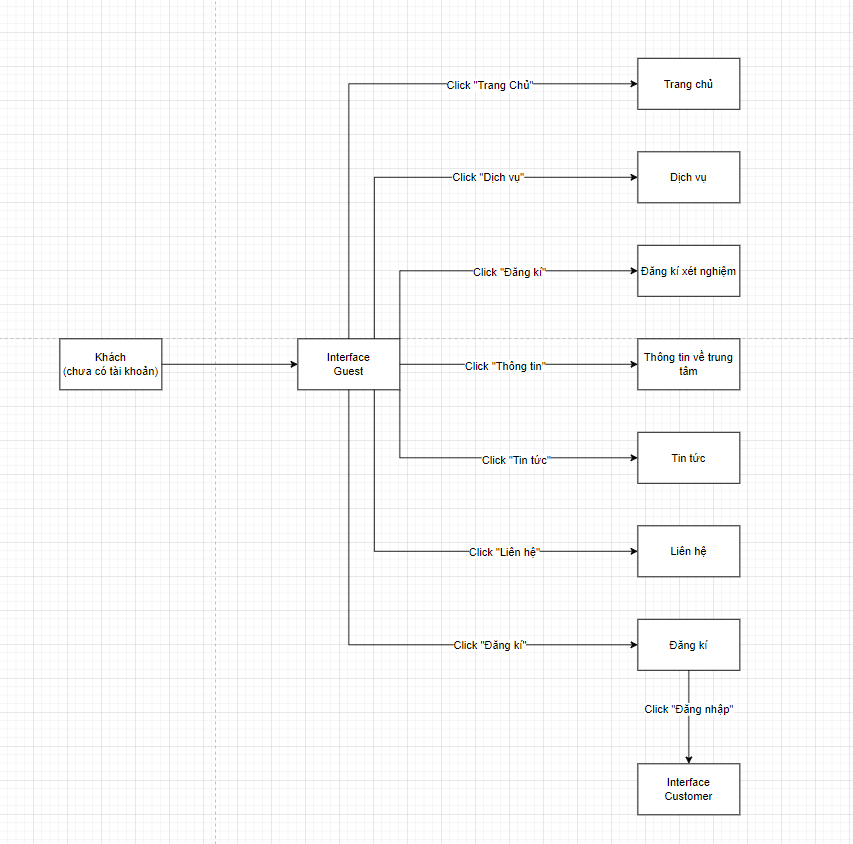 Click "Trang Chủ"
Trang chủ
Click "Dịch vụ"
Dịch vụ
Click "Đăng kí"
Đăng kí xét nghiệm
Khách
(chưa có tài khoản)
Interface
Guest
Click "Thông tin"
Thông tin về trung
tâm
Click "Tin tức"
Tin tức
Click "Liên hệ"
Liên hệ
Click "Đăng kí"
Đăng kí
Click "Đăng nhập"
Interface
Customer